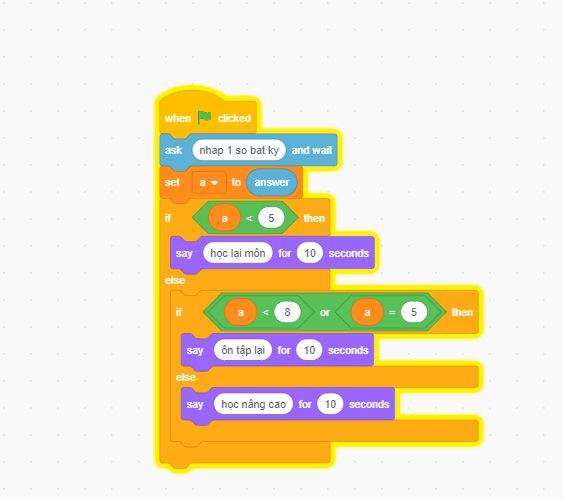 when clicked
ask nhap 1 so bat ky and wait
set a to answer
if a < 5 then
say học lại môn for 10 seconds
else
if a < 8 or a = 5 then
say ôn tập lại for 10 seconds
else
say học nâng cao for 10 seconds